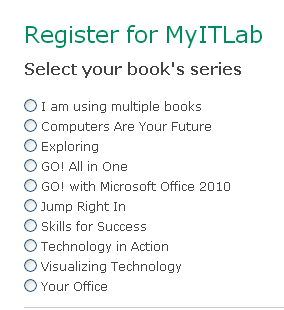 Register for MyITLab
Select your book's series
I am using multiple books
Computers Are Your Future
Exploring
GO! All in One
GO! with Microsoft Office 2010
Jump Right In
Skills for Success
Technology in Action
Visualizing Technology
Your Office